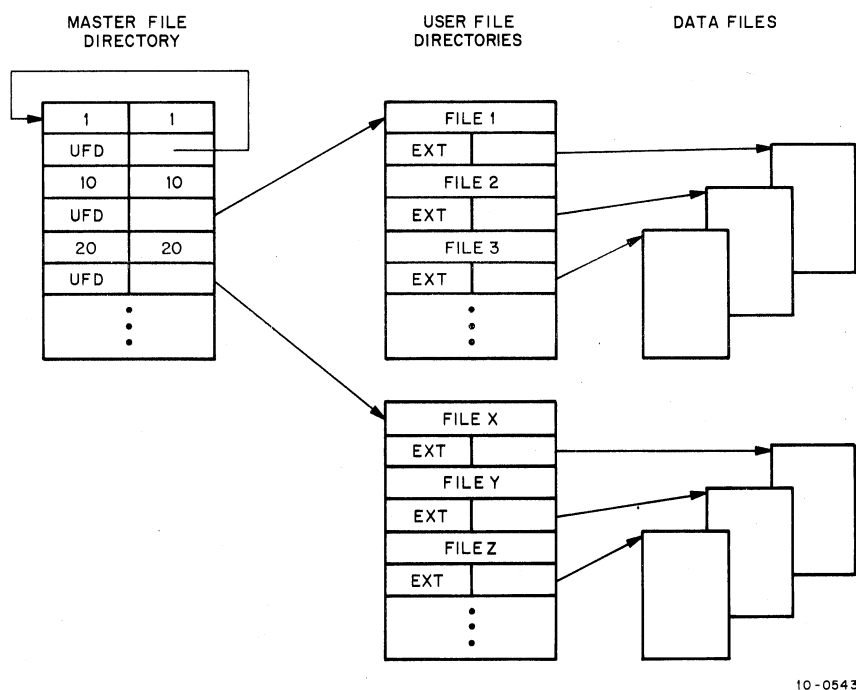 MASTER FILE
DIRECTORY
USER FILE
DIRECTORIES
DATA FILES
1 1
UFD
10 10
UFD
20 20
UFD
FILE 1
EXT
FILE 2
EXT
FILE 3
EXT
FILE X
EXT
FILE Y
EXT
FILE Z
EXT
10-0543